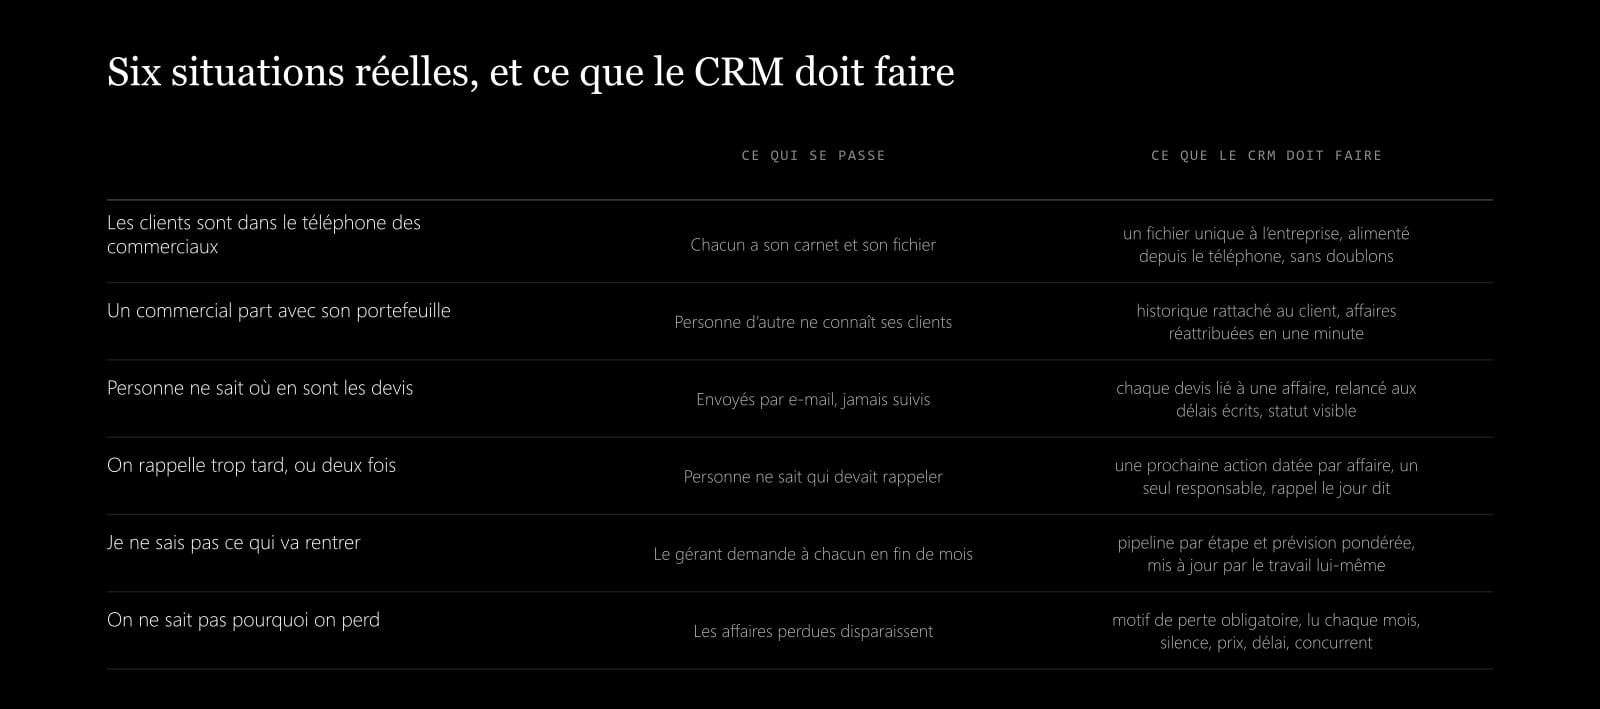 Six situations réelles, et ce que le CRM doit faire
CE QUI SE PASSE
CE QUE LE CRM DOIT FAIRE
Les clients sont dans le téléphone des
commerciaux
Chacun a son carnet et son fichier
un fichier unique à l’entreprise, alimenté
depuis le téléphone, sans doublons
Un commercial part avec son portefeuille
Personne d’autre ne connaît ses clients
historique rattaché au client, affaires
réattribuées en une minute
Personne ne sait où en sont les devis
Envoyés par e-mail, jamais suivis
chaque devis lié à une affaire, relancé aux
délais écrits, statut visible
On rappelle trop tard, ou deux fois
Personne ne sait qui devait rappeler
une prochaine action datée par affaire, un
seul responsable, rappel le jour dit
Je ne sais pas ce qui va rentrer
Le gérant demande à chacun en fin de mois
pipeline par étape et prévision pondérée,
mis à jour par le travail lui-même
On ne sait pas pourquoi on perd
Les affaires perdues disparaissent
motif de perte obligatoire, lu chaque mois,
silence, prix, délai, concurrent